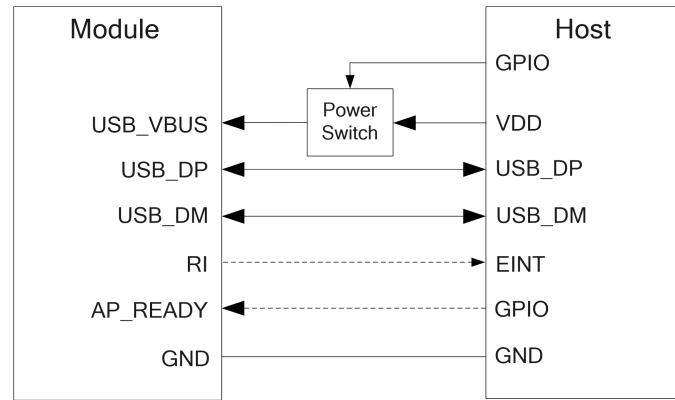 Module
Host
GPIO
Power
Switch
USB_VBUS
VDD
USB_DP
USB_DP
USB_DM
USB_DM
RI
EINT
AP_READY
GPIO
GND
GND